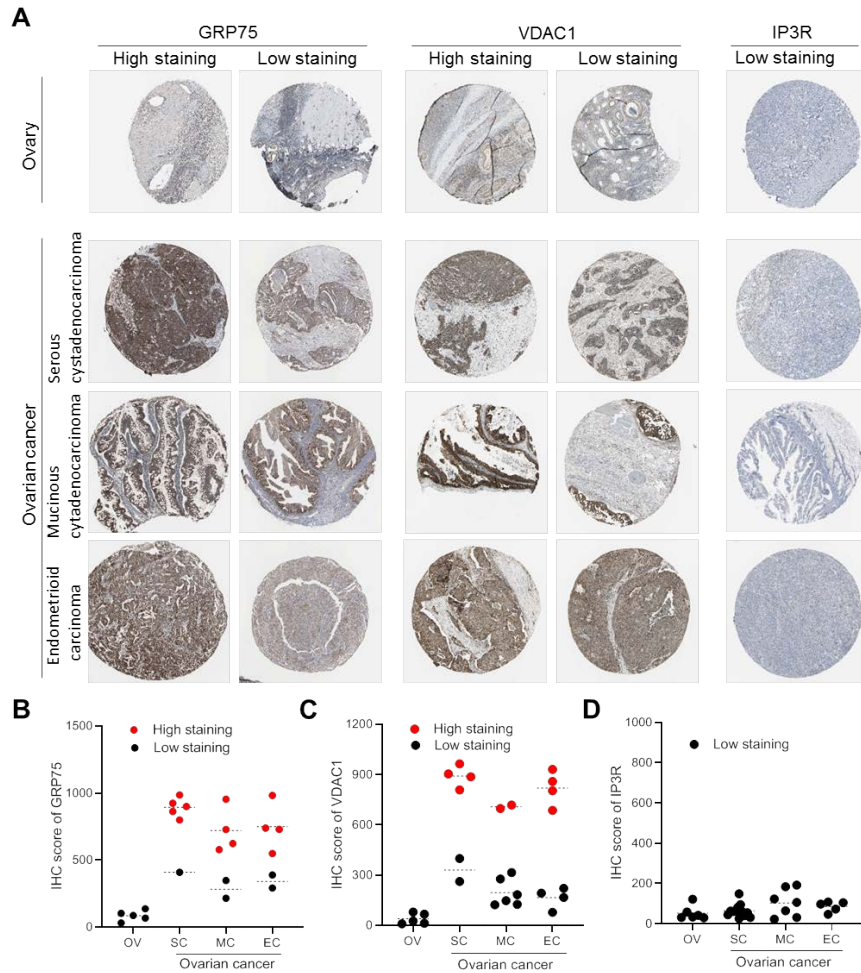 A
GRP75
VDAC1
IP3R
High staining
Low staining
High staining
Low staining
Low staining
Ovary
Ovarian cancer
Serous
cystadenocarcinoma
Mucinous
cytadenocarcinoma
Endometrioid
carcinoma
B
1500
1000
500
0
IHC score of GRP75
High staining
Low staining
OV
SC
MC
EC
Ovarian cancer
C
1200
900
600
300
0
IHC score of VDAC1
High staining
Low staining
OV
SC
MC
EC
Ovarian cancer
D
1000
800
600
400
200
0
IHC score of IP3R
Low staining
OV
SC
MC
EC
Ovarian cancer